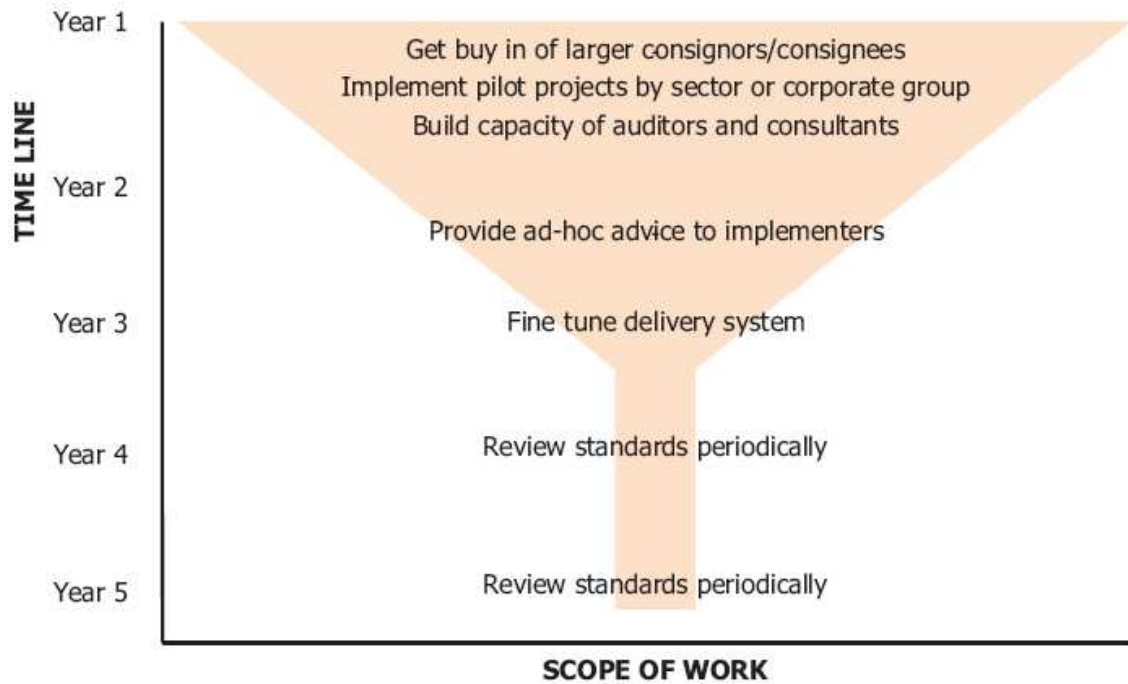 Year 1
Get buy in of larger consignors/consignees
Implement pilot projects by sector or corporate group
Build capacity of auditors and consultants
TIME LINE
Year 2
Provide ad-hoc advice to implementers
Year 3
Fine tune delivery system
Year 4
Review standards periodically
Year 5
Review standards periodically
SCOPE OF WORK